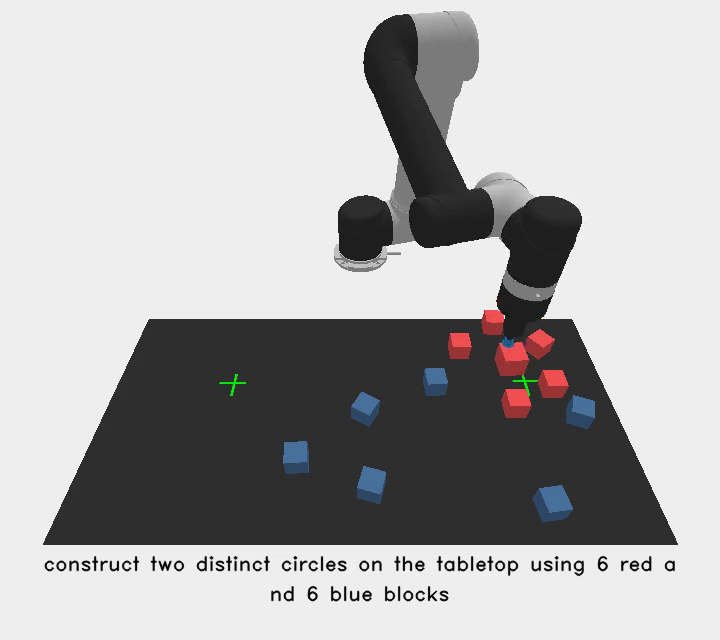 construct two distinct circles on the tabletop using 6 red a
nd 6 blue blocks